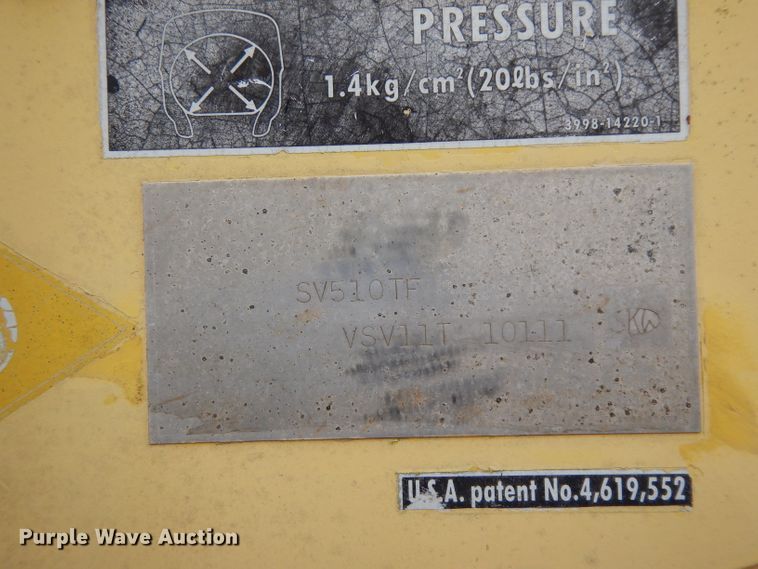 PRESSURE
1.4kg/cm²(20lbs/in²)
3998-14220-1
SV510TF
VSV11T 10111
KW
U.S.A. patent No.4,619,552
Purple Wave Auction